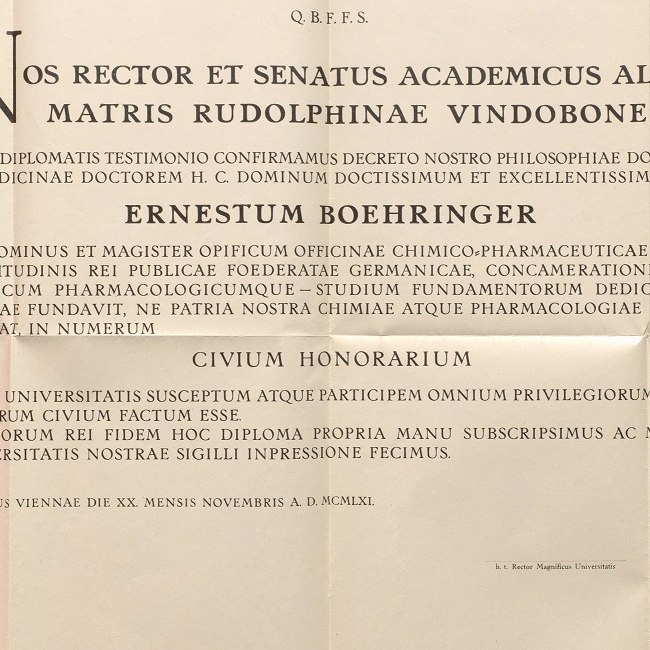 Q. B. F. F. S.
NOS RECTOR ET SENATUS ACADEMICUS AL
MATRIS RUDOLPHINAE VINDOBONE
DIPLOMATIS TESTIMONIO CONFIRMAMUS DECRETO NOSTRO PHILOSOPHIAE DO
DICINAE DOCTOREM H. C. DOMINUM DOCTISSIMUM ET EXCELLENTISSIM
ERNESTUM BOEHRINGER
OMINUS ET MAGISTER OPIFICUM OFFICINAE CHIMICO-PHARMACEUTICAE
ITUDINIS REI PUBLICAE FOEDERATAE GERMANICAE, CONCAMERATION
CUM PHARMACOLOGICUMQUE – STUDIUM FUNDAMENTORUM DEDIC
AE FUNDAVIT, NE PATRIA NOSTRA CHIMIAE ATQUE PHARMACOLOGIAE
AT, IN NUMERUM
CIVIUM HONORARIUM
UNIVERSITATIS SUSCEPTUM ATQUE PARTICIPEM OMNIUM PRIVILEGIORUM
RUM CIVIUM FACTUM ESSE.
ORUM REI FIDEM HOC DIPLOMA PROPRIA MANU SUBSCRIPSIMUS AC M
ERSITATIS NOSTRAE SIGILLI INPRESSIONE FECIMUS.
US VIENNAE DIE XX. MENSIS NOVEMBRIS A. D. MCMLXI.
h. t. Rector Magnificus Universitatis